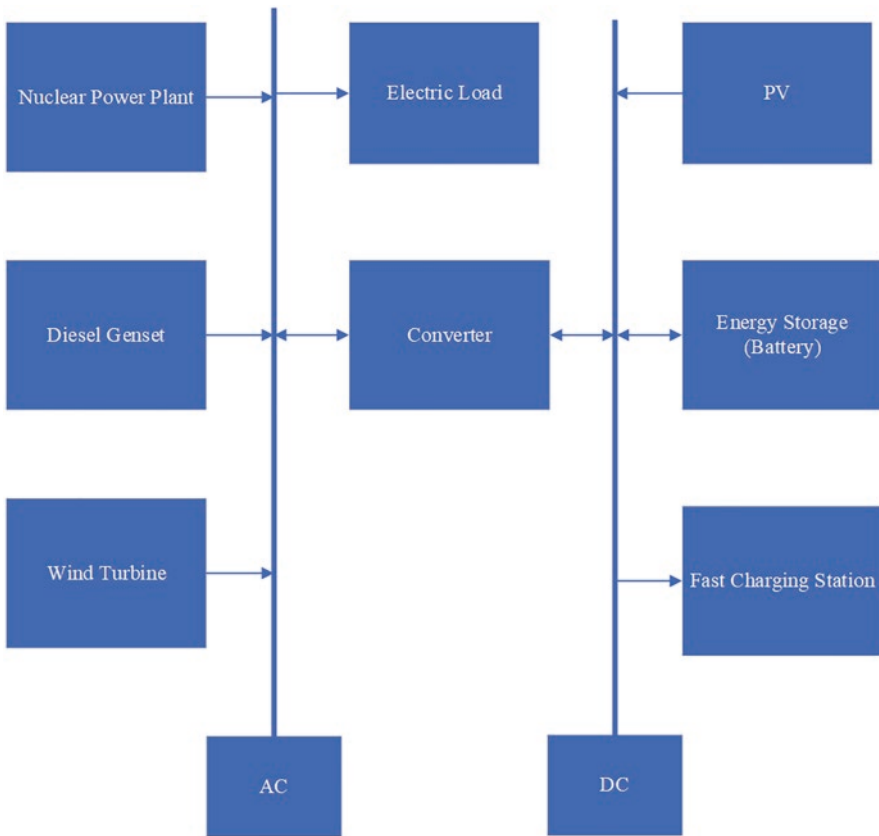 Nuclear Power Plant
Electric Load
PV
Diesel Genset
Converter
Energy Storage
(Battery)
Wind Turbine
Fast Charging Station
AC
DC